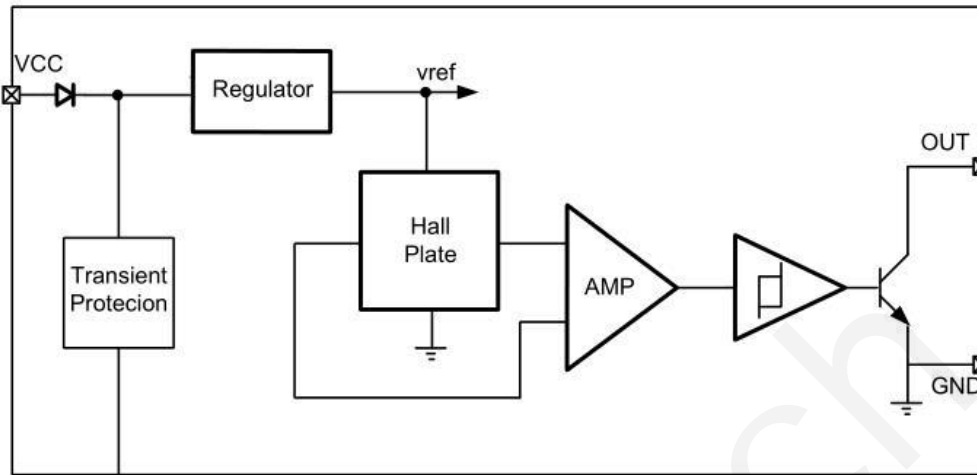 VCC
Regulator
vref
OUT
Hall
Plate
Transient
Protecion
AMP
GND